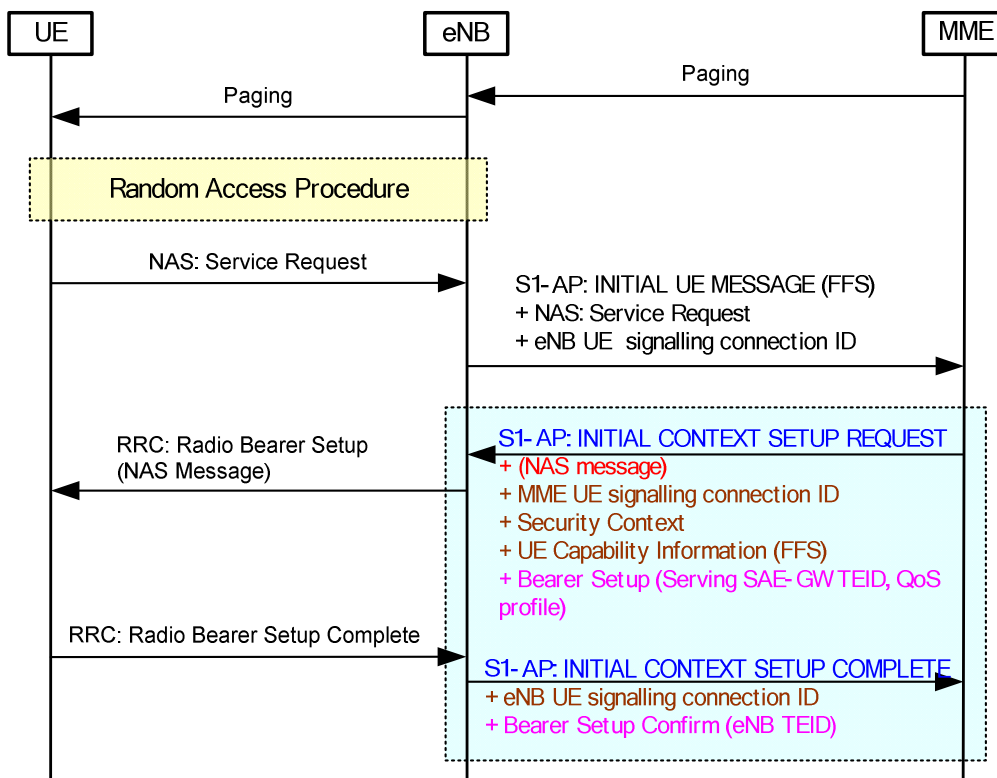 UE
eNB
MME
Paging
Paging
Random Access Procedure
NAS: Service Request
S1-AP: INITIAL UE MESSAGE (FFS)
+ NAS: Service Request
+ eNB UE signalling connection ID
RRC: Radio Bearer Setup
(NAS Message)
S1-AP: INITIAL CONTEXT SETUP REQUEST
+ (NAS message)
+ MME UE signalling connection ID
+ Security Context
+ UE Capability Information (FFS)
+ Bearer Setup (Serving SAE-GW TEID, QoS
profile)
RRC: Radio Bearer Setup Complete
S1-AP: INITIAL CONTEXT SETUP COMPLETE
+ eNB UE signalling connection ID
+ Bearer Setup Confirm (eNB TEID)